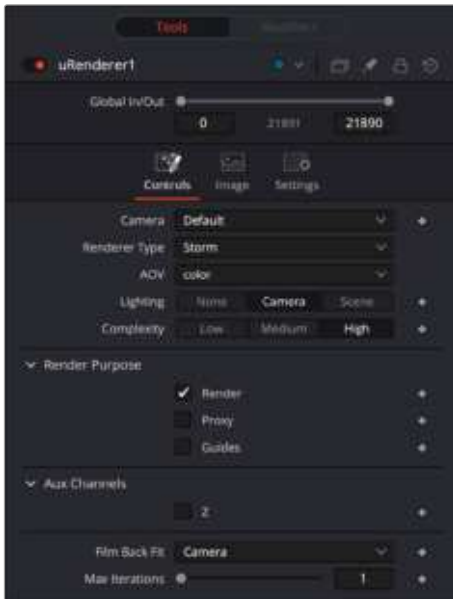 Tools Modifiers
uRenderer1
Global In/Out
0 21891 21890
Controls Image Settings
Camera Default
Renderer Type Storm
AOV color
Lighting None Camera Scene
Complexity Low Medium High
Render Purpose
Render
Proxy
Guides
Aux Channels
Z
Film Back Fit Camera
Max Iterations 1